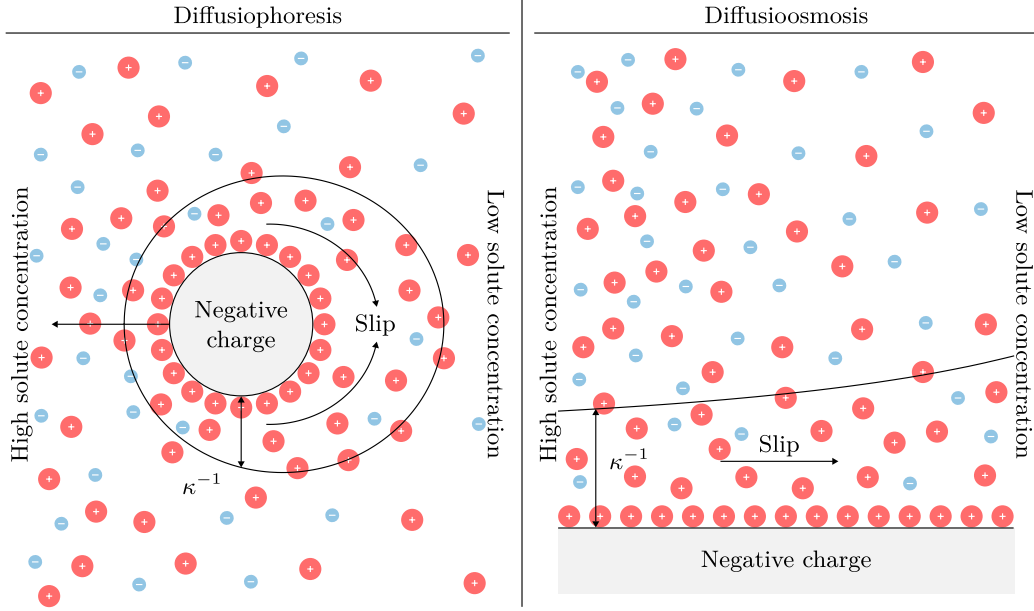 Diffusiophoresis
High solute concentration
Negative
charge
Slip
κ⁻¹
Low solute concentration
Diffusioosmosis
High solute concentration
Slip
κ⁻¹
Low solute concentration
Negative charge